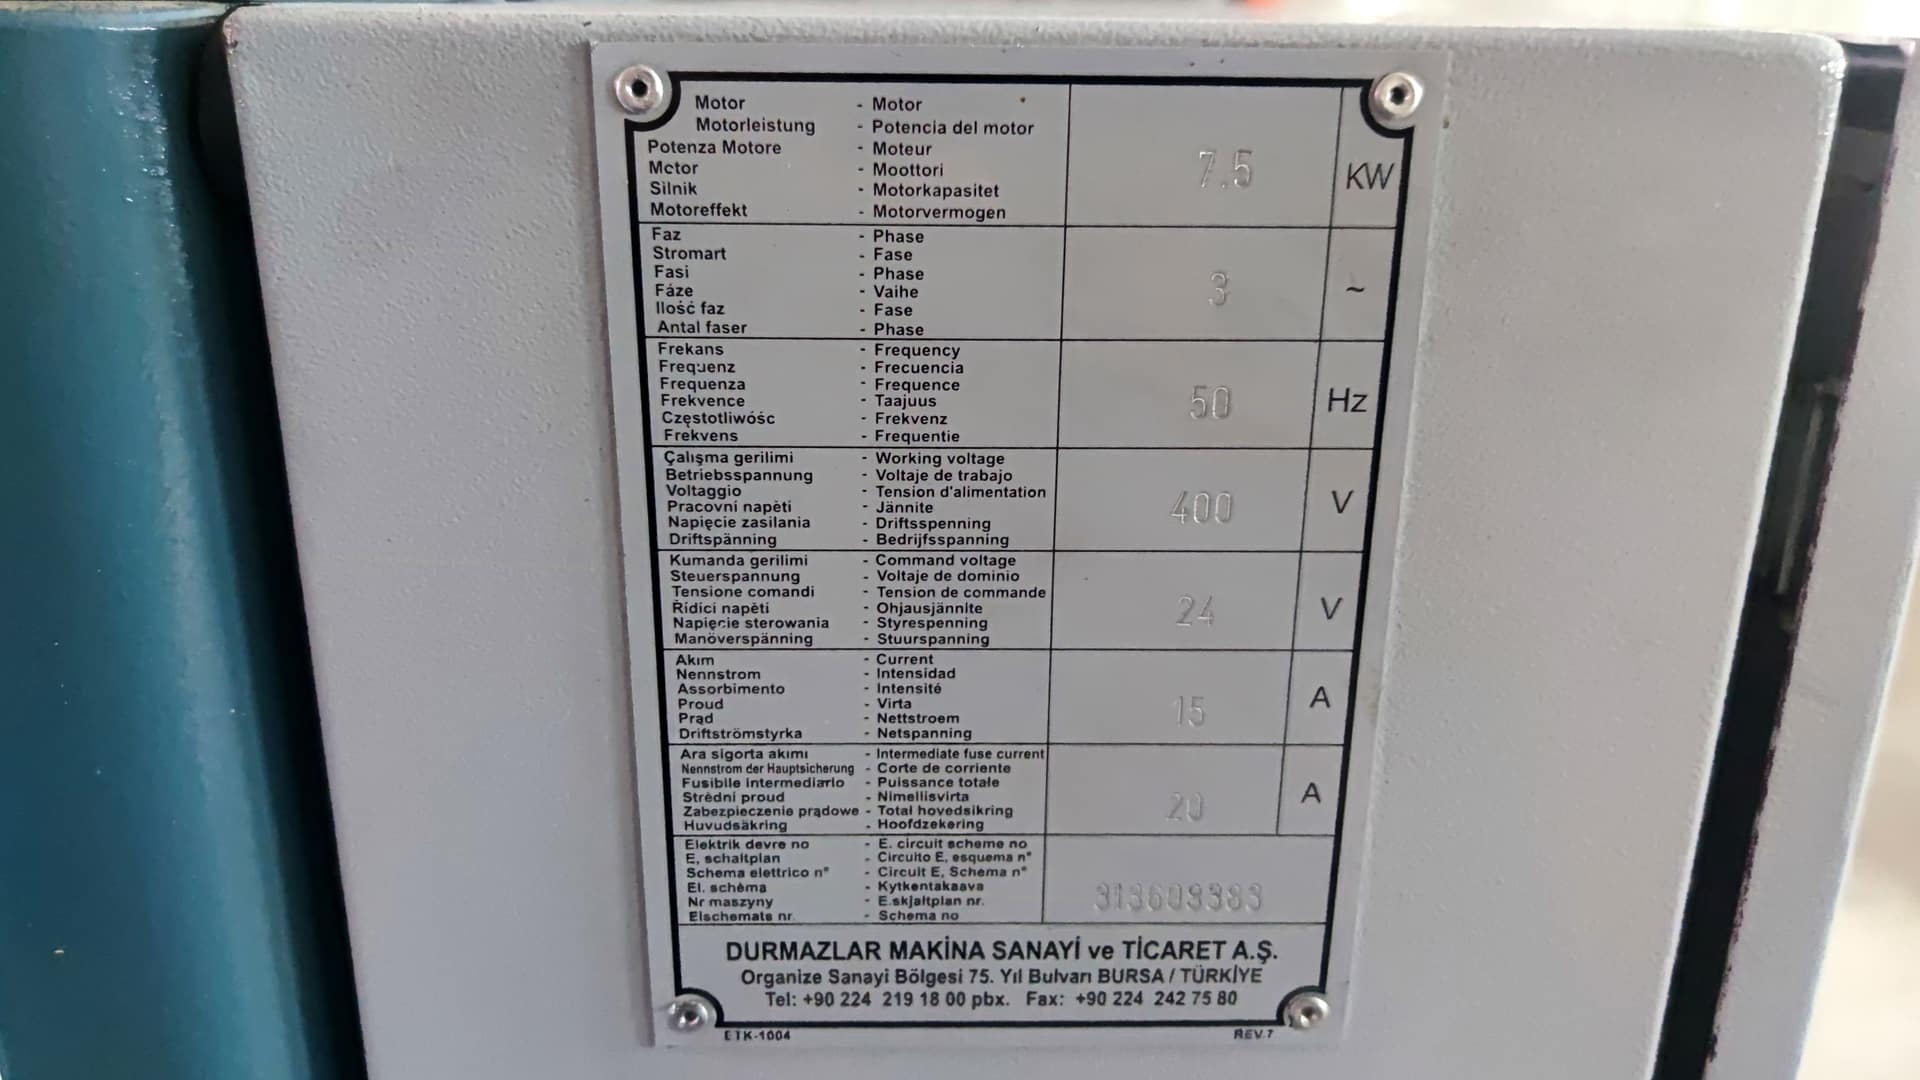 Motor - Motor
Motorleistung - Potencia del motor
Potenza Motore - Moteur
Motor - Moottori
Silnik - Motorkapasitet
Motoreffekt - Motorvermogen
7.5 KW
Faz - Phase
Stromart - Fase
Fasi - Phase
Fáze - Vaihe
Ilość faz - Fase
Antal faser - Phase
3 ~
Frekans - Frequency
Frequenz - Frecuencia
Frequenza - Frequence
Frekvence - Taajuus
Częstotliwóśc - Frekvenz
Frekvens - Frequentie
50 Hz
Çalışma gerilimi - Working voltage
Betriebsspannung - Voltaje de trabajo
Voltaggio - Tension d'alimentation
Pracovni napěti - Jännite
Napięcie zasilania - Driftsspenning
Driftspänning - Bedrijfsspanning
400 V
Kumanda gerilimi - Command voltage
Steuerspannung - Voltaje de dominio
Tensione comandi - Tension de commande
Řidíci napěti - Ohjausjännite
Napięcie sterowania - Styrespenning
Manöverspänning - Stuurspanning
24 V
Akım - Current
Nennstrom - Intensidad
Assorbimento - Intensité
Proud - Virta
Prąd - Nettstroem
Driftströmstyrka - Netspanning
15 A
Ara sigorta akımı - Intermediate fuse current
Nennstrom der Hauptsicherung - Corte de corriente
Fusibile intermediario - Puissance totale
Strědni proud - Nimellisvirta
Zabezpieczenie prądowe - Total hovedsikring
Huvudsäkring - Hoofdzekering
20 A
Elektrik devre no - E. circuit scheme no
E, schaltplan - Circuito E, esquema n°
Schema elettrico n° - Circuit E, Schema n°
El. schéma - Kytkentakaava
Nr maszyny - E.skjaltplan nr.
Elschemats nr. - Schema no
313609383
DURMAZLAR MAKİNA SANAYİ ve TİCARET A.Ş.
Organize Sanayi Bölgesi 75. Yıl Bulvarı BURSA / TÜRKİYE
Tel: +90 224 219 18 00 pbx. Fax: +90 224 242 75 80
ETK-1004 REV.7